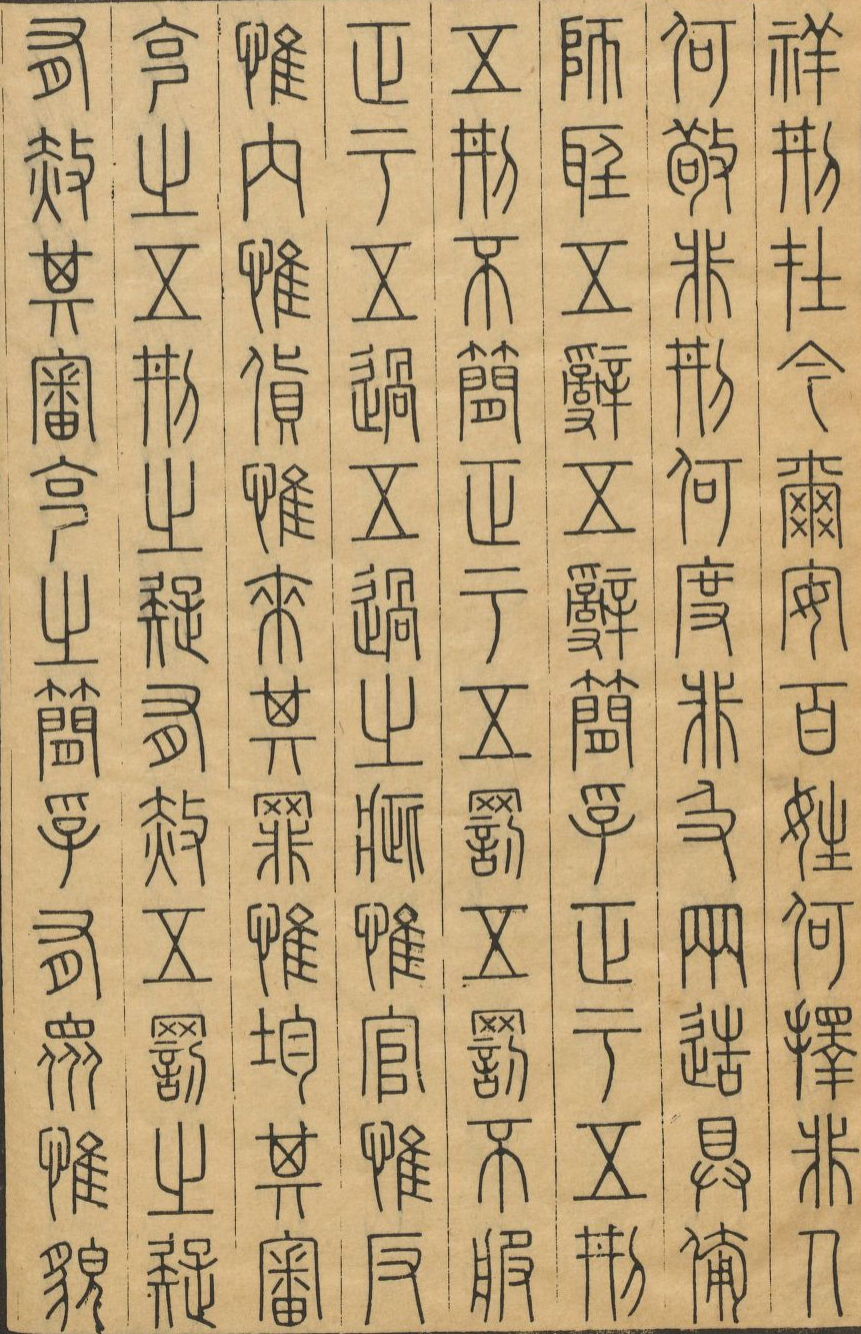 祥刑在今爾安百姓何擇非人
何敬非刑何度非及兩造具備
師聽五辭五辭簡孚正于五刑
五刑不簡正于五罰五罰不服
正于五過五過之疵惟官惟反
惟內惟貨惟來其罪惟均其審
克之五刑之疑有赦五罰之疑
有赦其審克之簡孚有眾惟貌